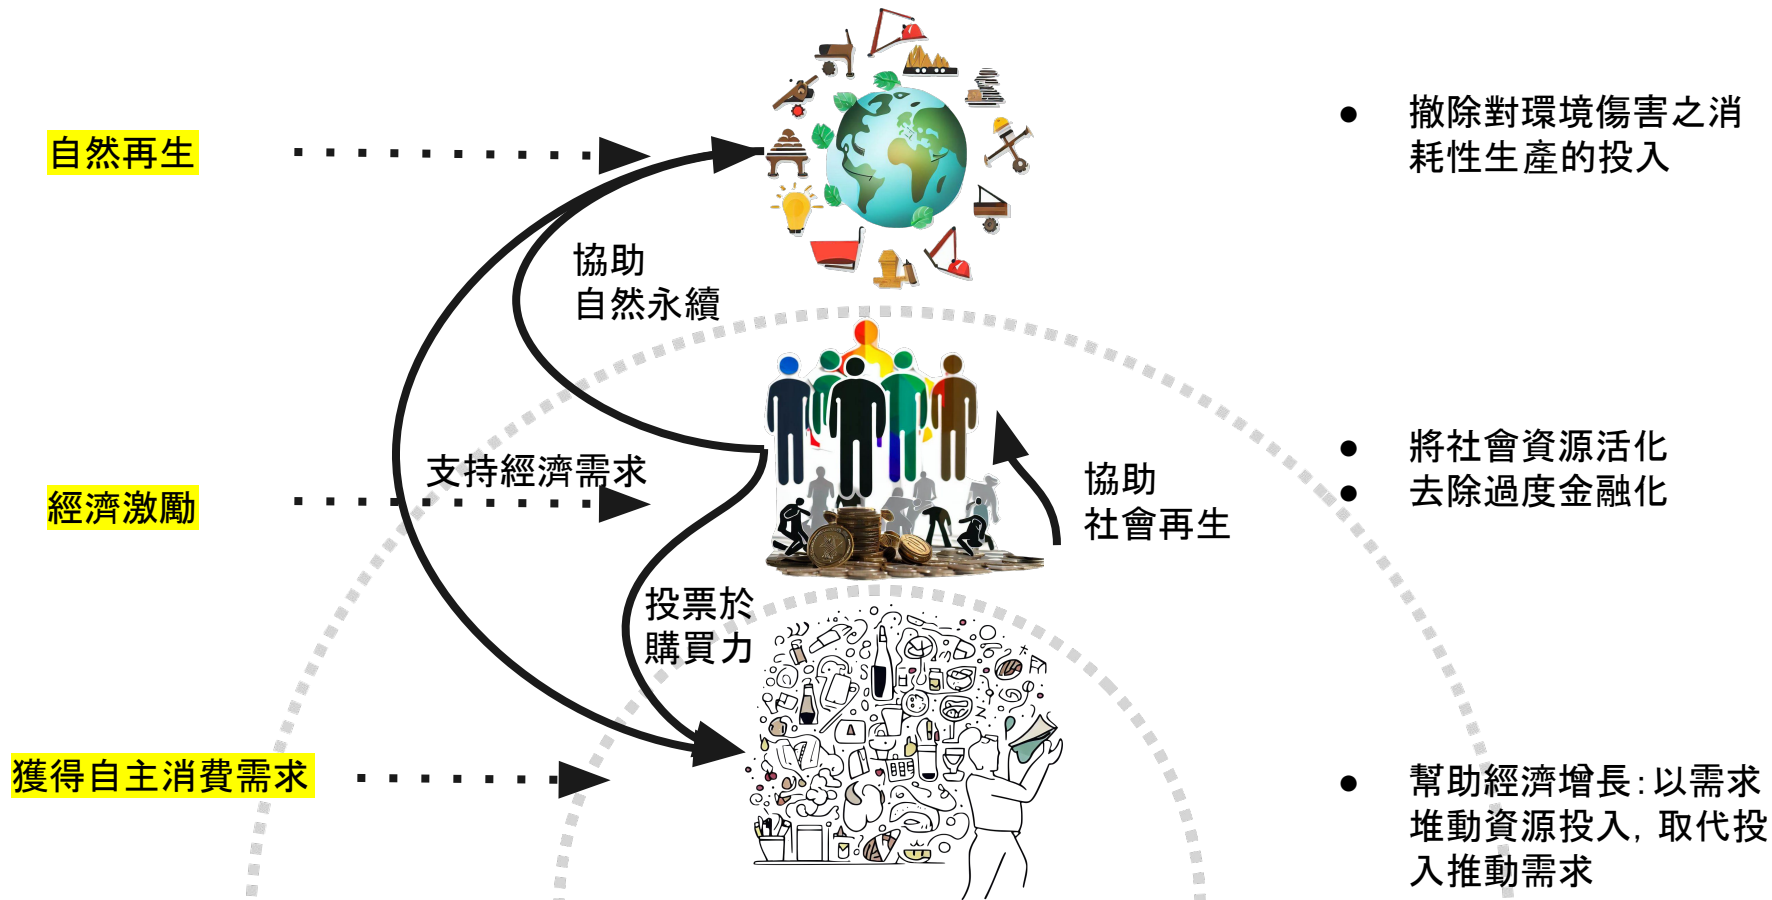 自然再生
協助
自然永續
● 撤除對環境傷害之消
耗性生產的投入
經濟激勵
支持經濟需求
協助
社會再生
● 將社會資源活化
● 去除過度金融化
投票於
購買力
獲得自主消費需求
● 幫助經濟增長:以需求
堆動資源投入, 取代投
入推動需求